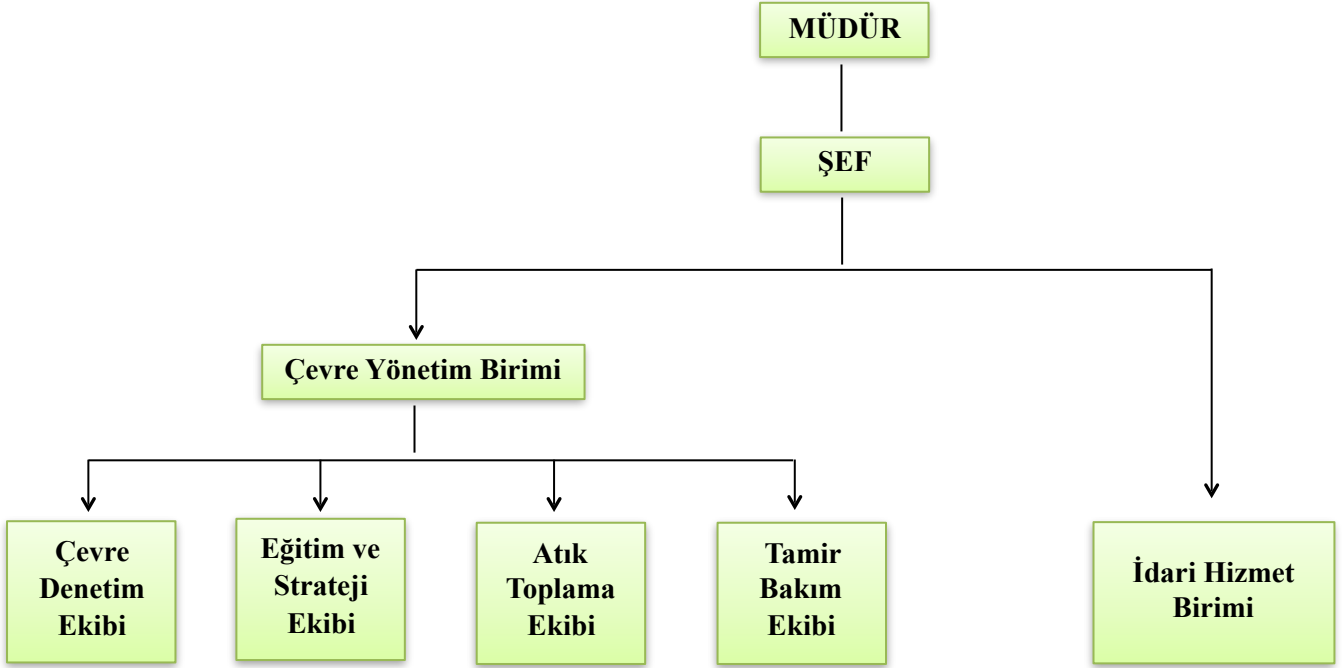 MÜDÜR
ŞEF
Çevre Yönetim Birimi
Çevre
Denetim
Ekibi
Eğitim ve
Strateji
Ekibi
Atık
Toplama
Ekibi
Tamir
Bakım
Ekibi
İdari Hizmet
Birimi